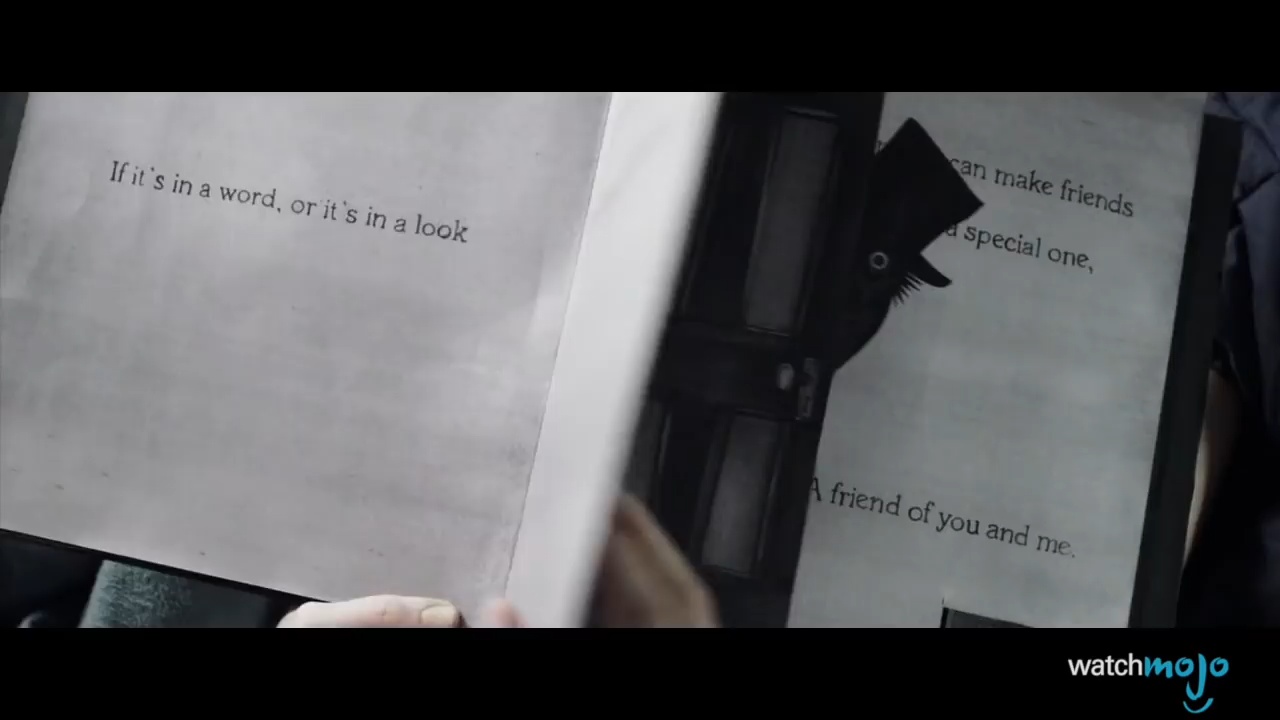 If it's in a word, or it's in a look
can make friends
a special one,
A friend of you and me.
watchmojo